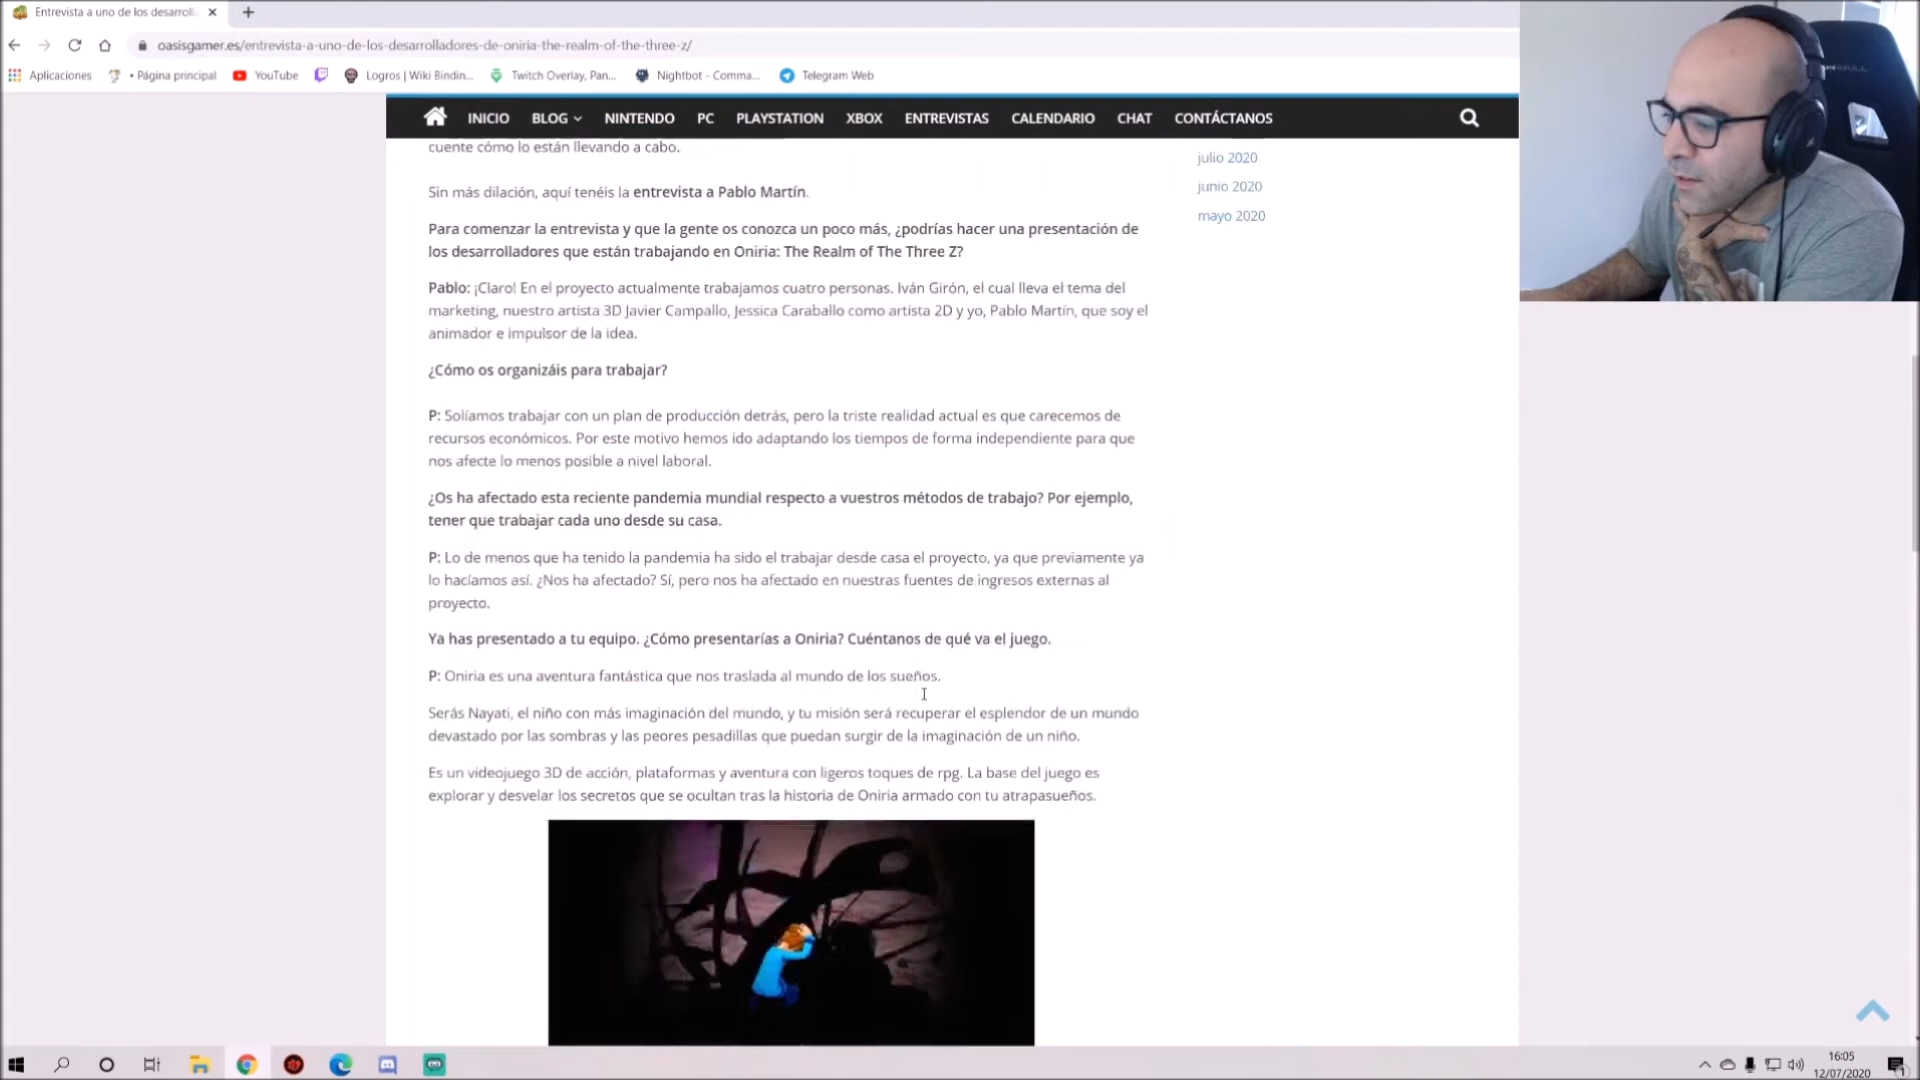 Entrevista a uno de los desarroll
oasisgamer.es/entrevista-a-uno-de-los-desarrolladores-de-oniria-the-realm-of-the-three-z/
Aplicaciones • Página principal YouTube Logros | Wiki Bindin... Twitch Overlay, Pan... Nightbot - Comma... Telegram Web
INICIO BLOG NINTENDO PC PLAYSTATION XBOX ENTREVISTAS CALENDARIO CHAT CONTÁCTANOS
cuente cómo lo están llevando a cabo.
julio 2020
junio 2020
mayo 2020
Sin más dilación, aquí tenéis la entrevista a Pablo Martín.
Para comenzar la entrevista y que la gente os conozca un poco más, ¿podrías hacer una presentación de
los desarrolladores que están trabajando en Oniria: The Realm of The Three Z?
Pablo: ¡Claro! En el proyecto actualmente trabajamos cuatro personas. Iván Girón, el cual lleva el tema del
marketing, nuestro artista 3D Javier Campallo, Jessica Caraballo como artista 2D y yo, Pablo Martín, que soy el
animador e impulsor de la idea.
¿Cómo os organizáis para trabajar?
P: Solíamos trabajar con un plan de producción detrás, pero la triste realidad actual es que carecemos de
recursos económicos. Por este motivo hemos ido adaptando los tiempos de forma independiente para que
nos afecte lo menos posible a nivel laboral.
¿Os ha afectado esta reciente pandemia mundial respecto a vuestros métodos de trabajo? Por ejemplo,
tener que trabajar cada uno desde su casa.
P: Lo de menos que ha tenido la pandemia ha sido el trabajar desde casa el proyecto, ya que previamente ya
lo hacíamos así. ¿Nos ha afectado? Sí, pero nos ha afectado en nuestras fuentes de ingresos externas al
proyecto.
Ya has presentado a tu equipo. ¿Cómo presentarías a Oniria? Cuéntanos de qué va el juego.
P: Oniria es una aventura fantástica que nos traslada al mundo de los sueños.
Serás Nayati, el niño con más imaginación del mundo, y tu misión será recuperar el esplendor de un mundo
devastado por las sombras y las peores pesadillas que puedan surgir de la imaginación de un niño.
Es un videojuego 3D de acción, plataformas y aventura con ligeros toques de rpg. La base del juego es
explorar y desvelar los secretos que se ocultan tras la historia de Oniria armado con tu atrapasueños.
16:05
12/07/2020